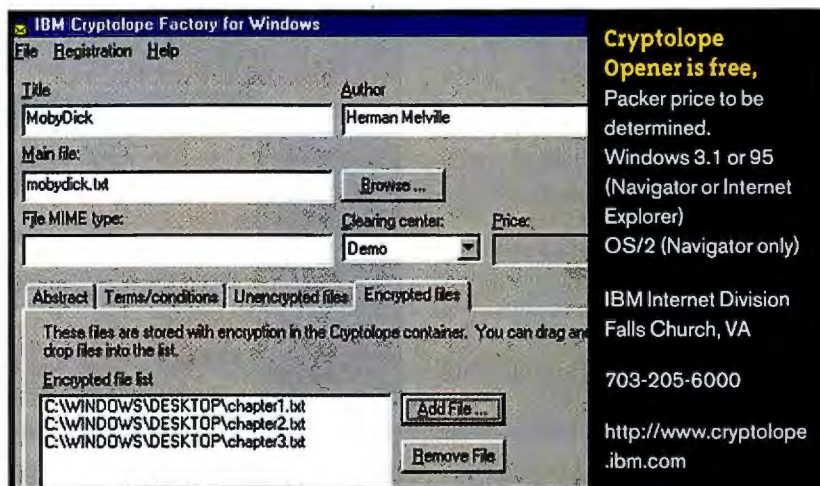 IBM Cryptolope Factory for Windows
File Registration Help
Title Author
MobyDick Herman Melville
Main file:
mobydick.txt Browse ...
File MIME type: Clearing center: Price:
Demo
Abstract Terms/conditions Unencrypted files Encrypted files
These files are stored with encryption in the Cryptolope container. You can drag and
drop files into the list.
Encrypted file list
C:\WINDOWS\DESKTOP\chapter1.txt Add File ...
C:\WINDOWS\DESKTOP\chapter2.txt
C:\WINDOWS\DESKTOP\chapter3.txt
Remove File
Cryptolope
Opener is free,
Packer price to be
determined.
Windows 3.1 or 95
(Navigator or Internet
Explorer)
OS/2 (Navigator only)
IBM Internet Division
Falls Church, VA
703-205-6000
http://www.cryptolope
.ibm.com